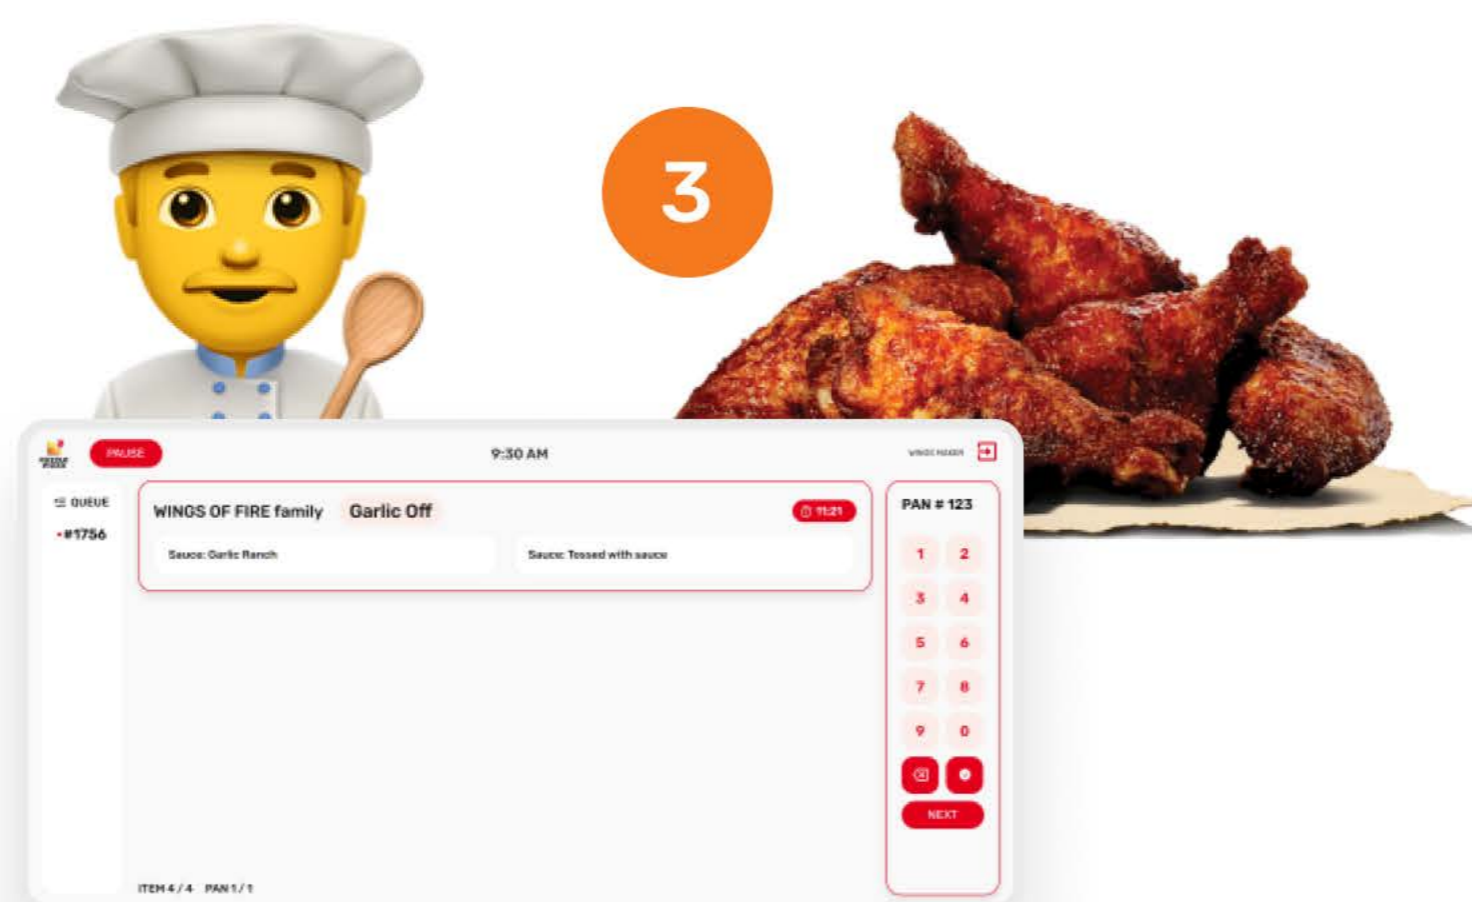 3
PAUSE
9:30 AM
WINGS MAKER
QUEUE
#1756
WINGS OF FIRE family Garlic Off
11:21
Sauce: Garlic Ranch
Sauce: Tossed with sauce
PAN # 123
1 2
3 4
5 6
7 8
9 0
NEXT
ITEM 4 / 4 PAN 1 / 1